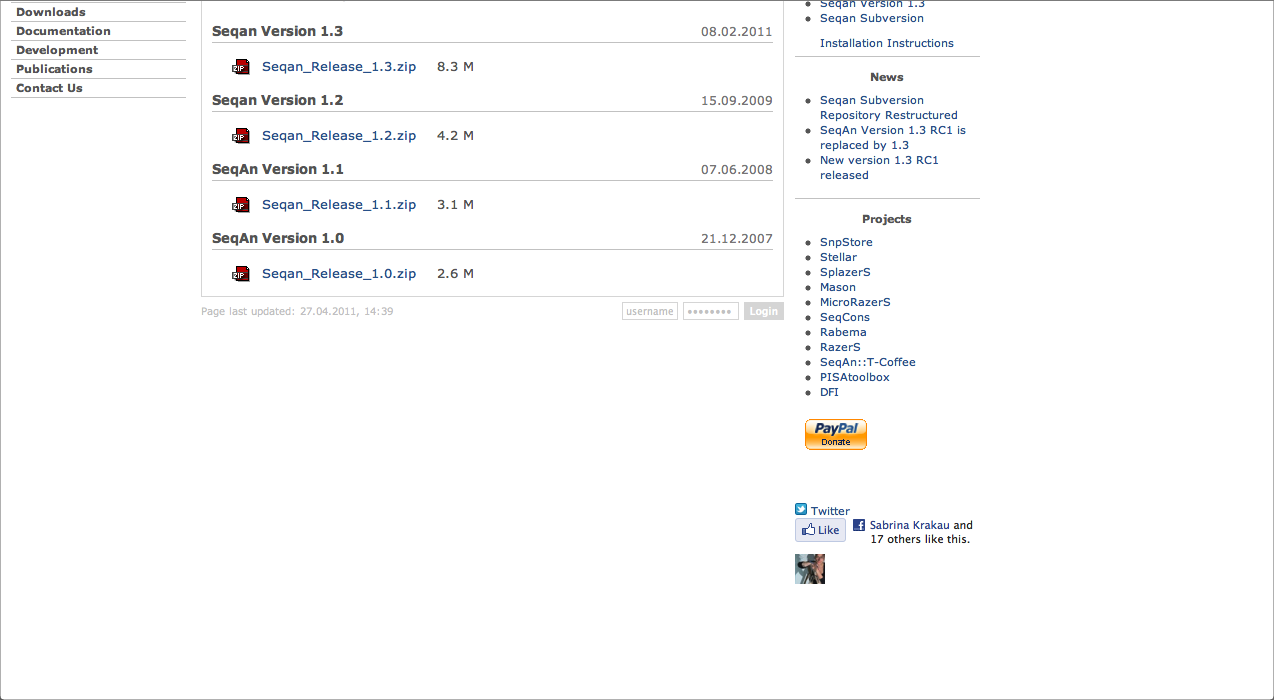 Downloads
Documentation
Development
Publications
Contact Us
Seqan Version 1.3 08.02.2011
ZIP Seqan_Release_1.3.zip 8.3 M
Seqan Version 1.2 15.09.2009
ZIP Seqan_Release_1.2.zip 4.2 M
SeqAn Version 1.1 07.06.2008
ZIP Seqan_Release_1.1.zip 3.1 M
SeqAn Version 1.0 21.12.2007
ZIP Seqan_Release_1.0.zip 2.6 M
Page last updated: 27.04.2011, 14:39
username •••••••• Login
Seqan Version 1.3
Seqan Subversion
Installation Instructions
News
Seqan Subversion
Repository Restructured
SeqAn Version 1.3 RC1 is
replaced by 1.3
New version 1.3 RC1
released
Projects
SnpStore
Stellar
SplazerS
Mason
MicroRazerS
SeqCons
Rabema
RazerS
SeqAn::T-Coffee
PISAtoolbox
DFI
PayPal
Donate
Twitter
Like
Sabrina Krakau and
17 others like this.